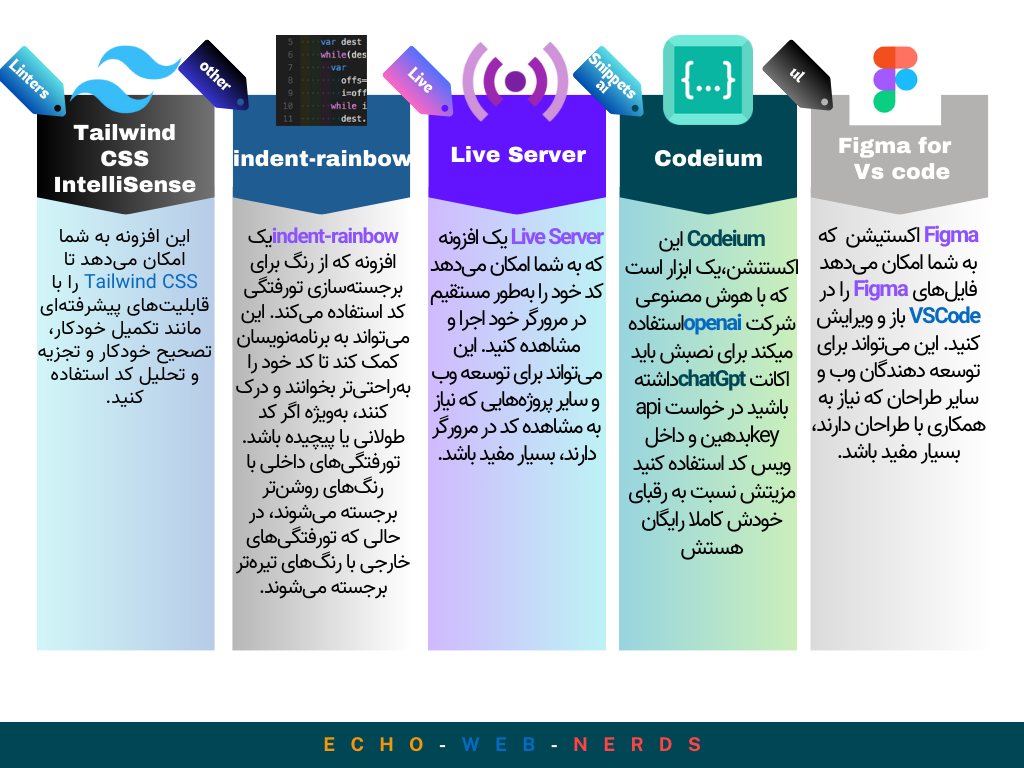 Linters
Tailwind
CSS
IntelliSense
این افزونه به شما
امکان می‌دهد تا
Tailwind CSS را با
قابلیت‌های پیشرفته‌ای
مانند تکمیل خودکار،
تصحیح خودکار و تجزیه
و تحلیل کد استفاده
کنید.
other
5 var dest
6 while(des
7 var
8 offs=
9 i=off
10 while i
11 dest.
indent-rainbow
indent-rainbowیک
افزونه که از رنگ برای
برجسته‌سازی تورفتگی
کد استفاده می‌کند. این
می‌تواند به برنامه‌نویسان
کمک کند تا کد خود را
به‌راحتی‌تر بخوانند و درک
کنند، به‌ویژه اگر کد
طولانی یا پیچیده باشد.
تورفتگی‌های داخلی با
رنگ‌های روشن‌تر
برجسته می‌شوند، در
حالی که تورفتگی‌های
خارجی با رنگ‌های تیره‌تر
برجسته می‌شوند.
Live
Live Server
Live Server یک افزونه
که به شما امکان می‌دهد
کد خود را به‌طور مستقیم
در مرورگر خود اجرا و
مشاهده کنید. این
می‌تواند برای توسعه وب
و سایر پروژه‌هایی که نیاز
به مشاهده کد در مرورگر
دارند، بسیار مفید باشد.
Snippets
ai
{...}
Codeium
Codeium این
اکستنشن،یک ابزار است
که با هوش مصنوعی
شرکت openaiاستفاده
میکند برای نصبش باید
اکانت chatGptداشته
باشید در خواست api
keyبدهین و داخل
ویس کد استفاده کنید
مزیتش نسبت به رقبای
خودش کاملا رایگان
هستش
ul
Figma for
Vs code
Figma اکستیشن که
به شما امکان می‌دهد
فایل‌های Figma را در
VSCode باز و ویرایش
کنید. این می‌تواند برای
توسعه دهندگان وب و
سایر طراحان که نیاز به
همکاری با طراحان دارند،
بسیار مفید باشد.
ECHO-WEB-NERDS